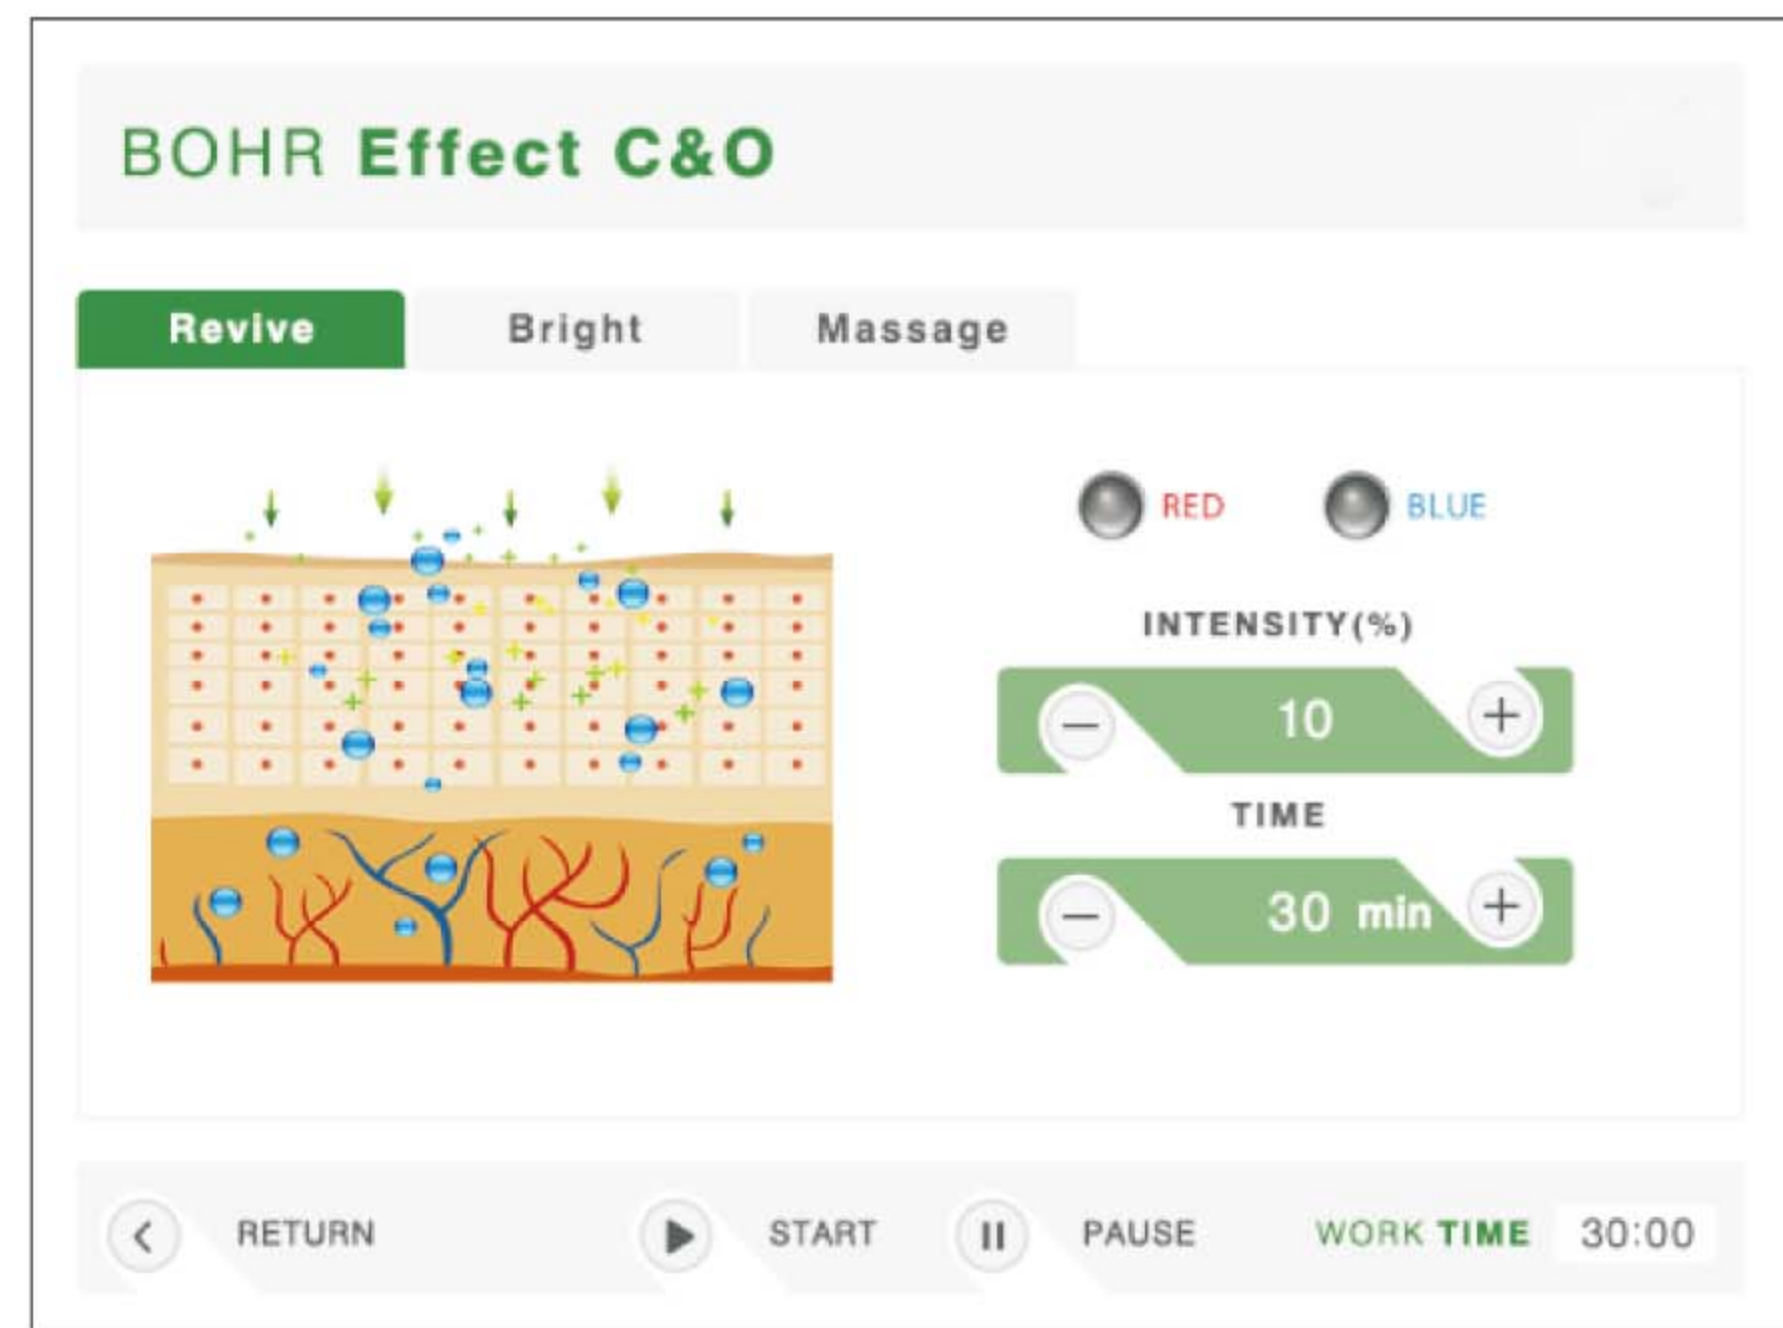 BOHR Effect C&O
Revive
Bright
Massage
RED
BLUE
INTENSITY(%)
10
TIME
30 min
RETURN
START
PAUSE
WORK TIME
30:00